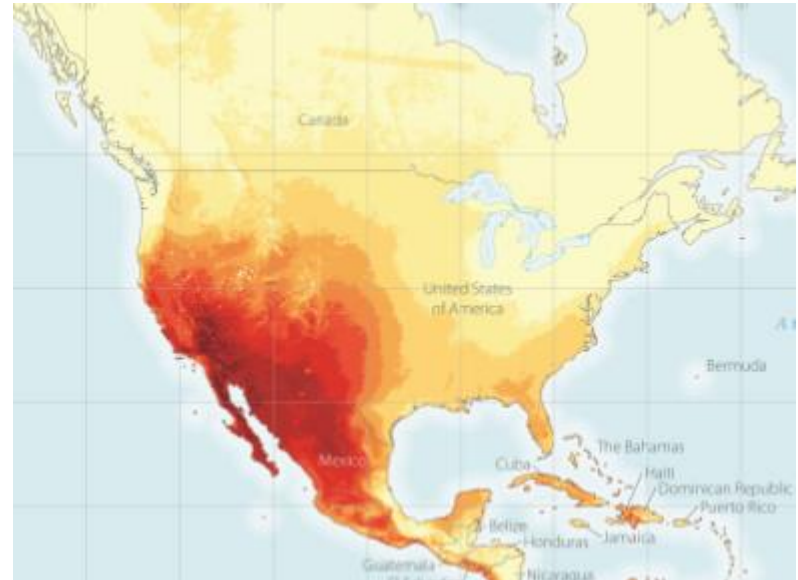 Canada
United States
of America
Bermuda
The Bahamas
Mexico
Cuba
Haiti
Dominican Republic
Puerto Rico
Belize
Jamaica
Honduras
Guatemala
Nicaragua